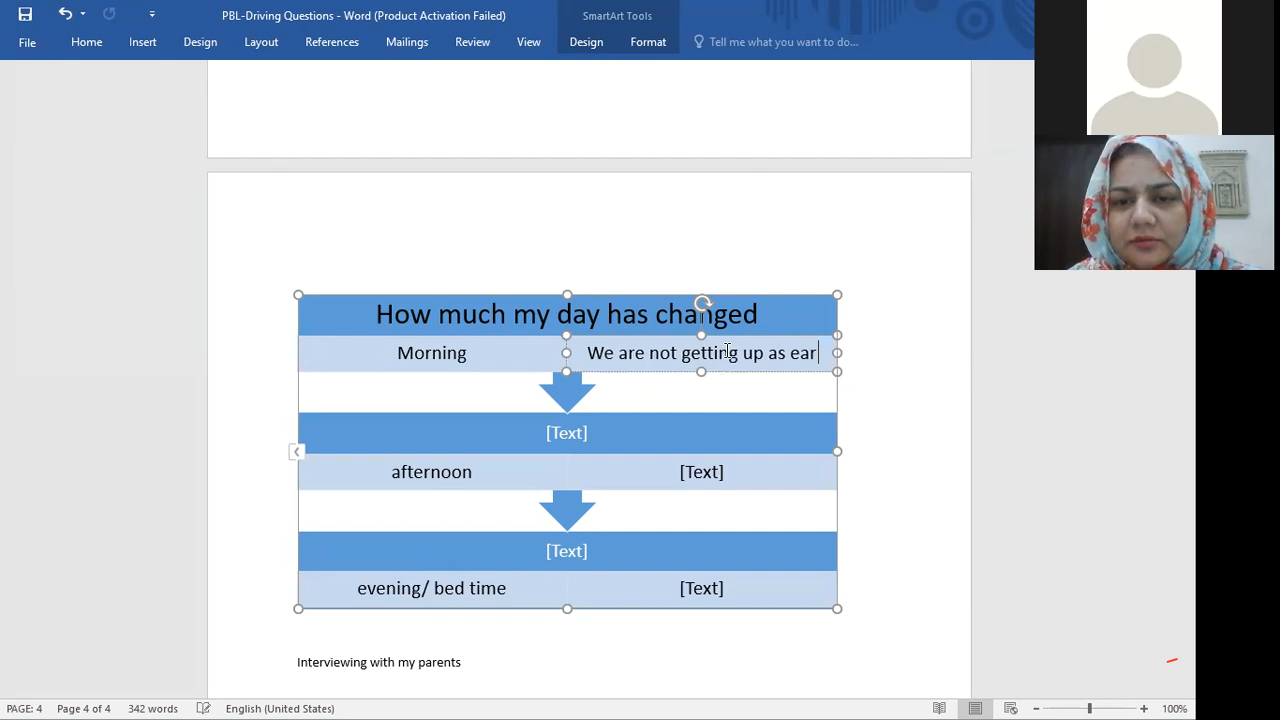 PBL-Driving Questions - Word (Product Activation Failed)
SmartArt Tools
File Home Insert Design Layout References Mailings Review View Design Format Tell me what you want to do...
How much my day has changed
Morning We are not getting up as ear
[Text]
afternoon [Text]
[Text]
evening/ bed time [Text]
Interviewing with my parents
PAGE: 4 Page 4 of 4 342 words English (United States) 100%